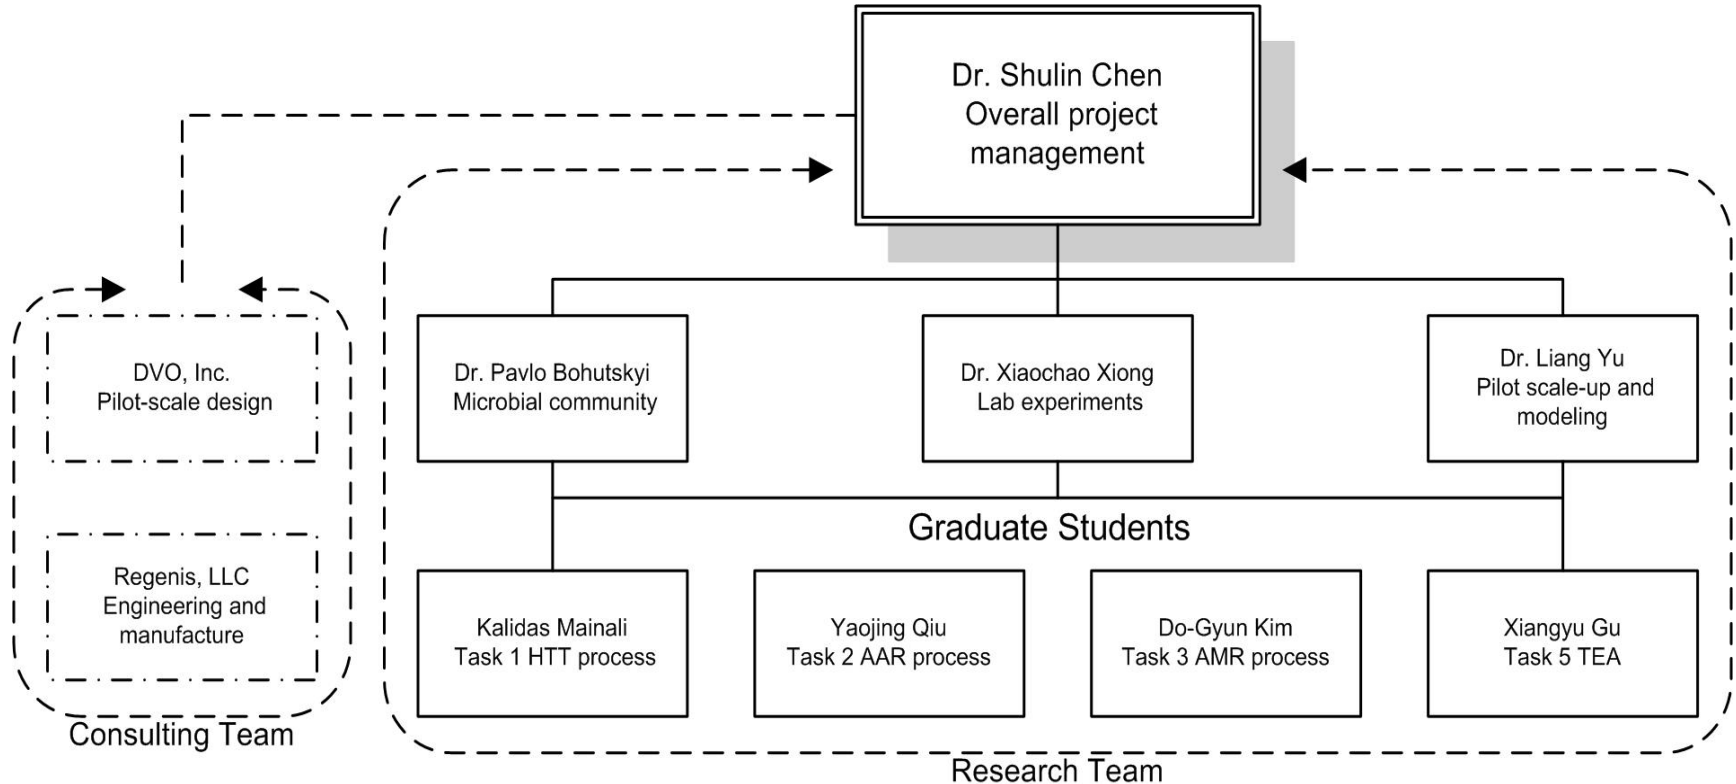 Dr. Shulin Chen
Overall project
management
DVO, Inc.
Pilot-scale design
Regenis, LLC
Engineering and
manufacture
Consulting Team
Dr. Pavlo Bohutskyi
Microbial community
Dr. Xiaochao Xiong
Lab experiments
Dr. Liang Yu
Pilot scale-up and
modeling
Graduate Students
Kalidas Mainali
Task 1 HTT process
Yaojing Qiu
Task 2 AAR process
Do-Gyun Kim
Task 3 AMR process
Xiangyu Gu
Task 5 TEA
Research Team